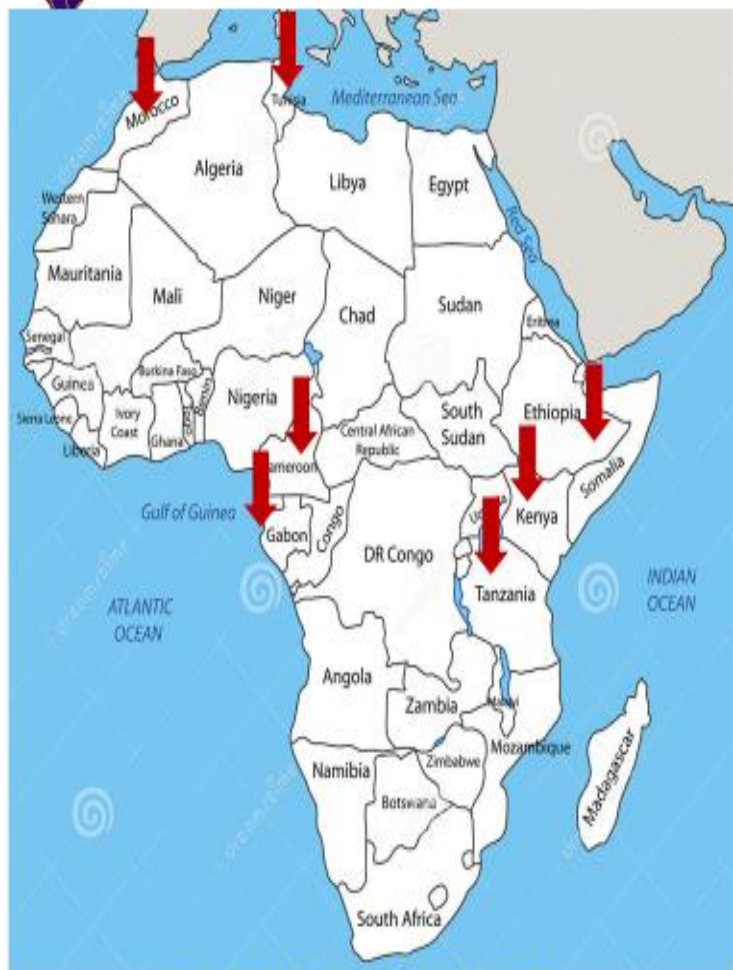 Mediterranean Sea
Tunisia
Morocco
Algeria
Libya
Egypt
Western
Sahara
Red Sea
Mauritania
Mali
Niger
Chad
Sudan
Eritrea
Senegal
Burkina Faso
Guinea
Benin
Nigeria
Togo
Ivory
Coast
Ghana
Sierra Leone
Liberia
South
Sudan
Ethiopia
Central African
Republic
ameroon
Somalia
Gulf of Guinea
Gabon
Congo
Kenya
DR Congo
Tanzania
INDIAN
OCEAN
ATLANTIC
OCEAN
Angola
Zambia
Mozambique
Zimbabwe
Namibia
Botswana
Madagascar
South Africa